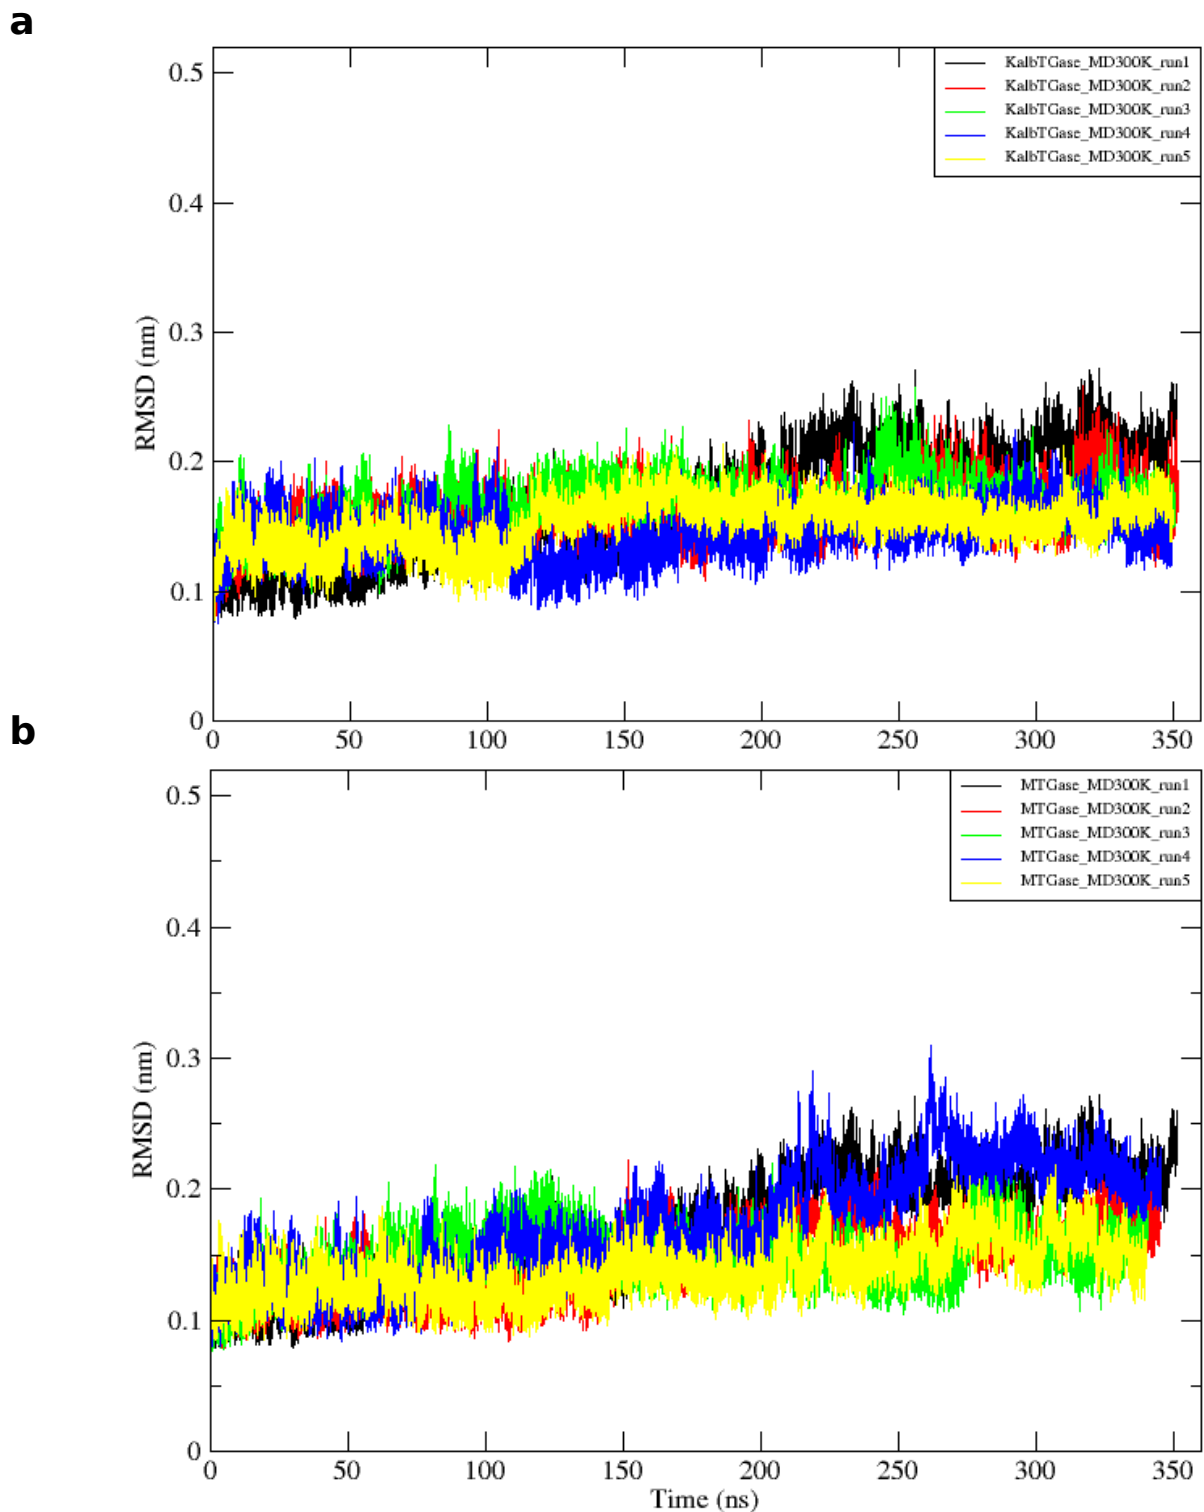 a
0.5
0.4
0.3
0.2
0.1
0
RMSD (nm)
KalbTGase_MD300K_run1
KalbTGase_MD300K_run2
KalbTGase_MD300K_run3
KalbTGase_MD300K_run4
KalbTGase_MD300K_run5
0 50 100 150 200 250 300 350
b
0.5
0.4
0.3
0.2
0.1
0
RMSD (nm)
MTGase_MD300K_run1
MTGase_MD300K_run2
MTGase_MD300K_run3
MTGase_MD300K_run4
MTGase_MD300K_run5
0 50 100 150 200 250 300 350
Time (ns)